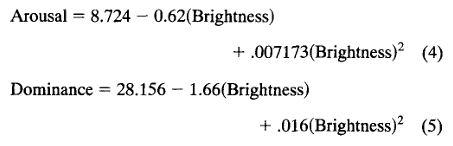 Arousal = 8.724 − 0.62(Brightness)
+ .007173(Brightness)² (4)
Dominance = 28.156 − 1.66(Brightness)
+ .016(Brightness)² (5)